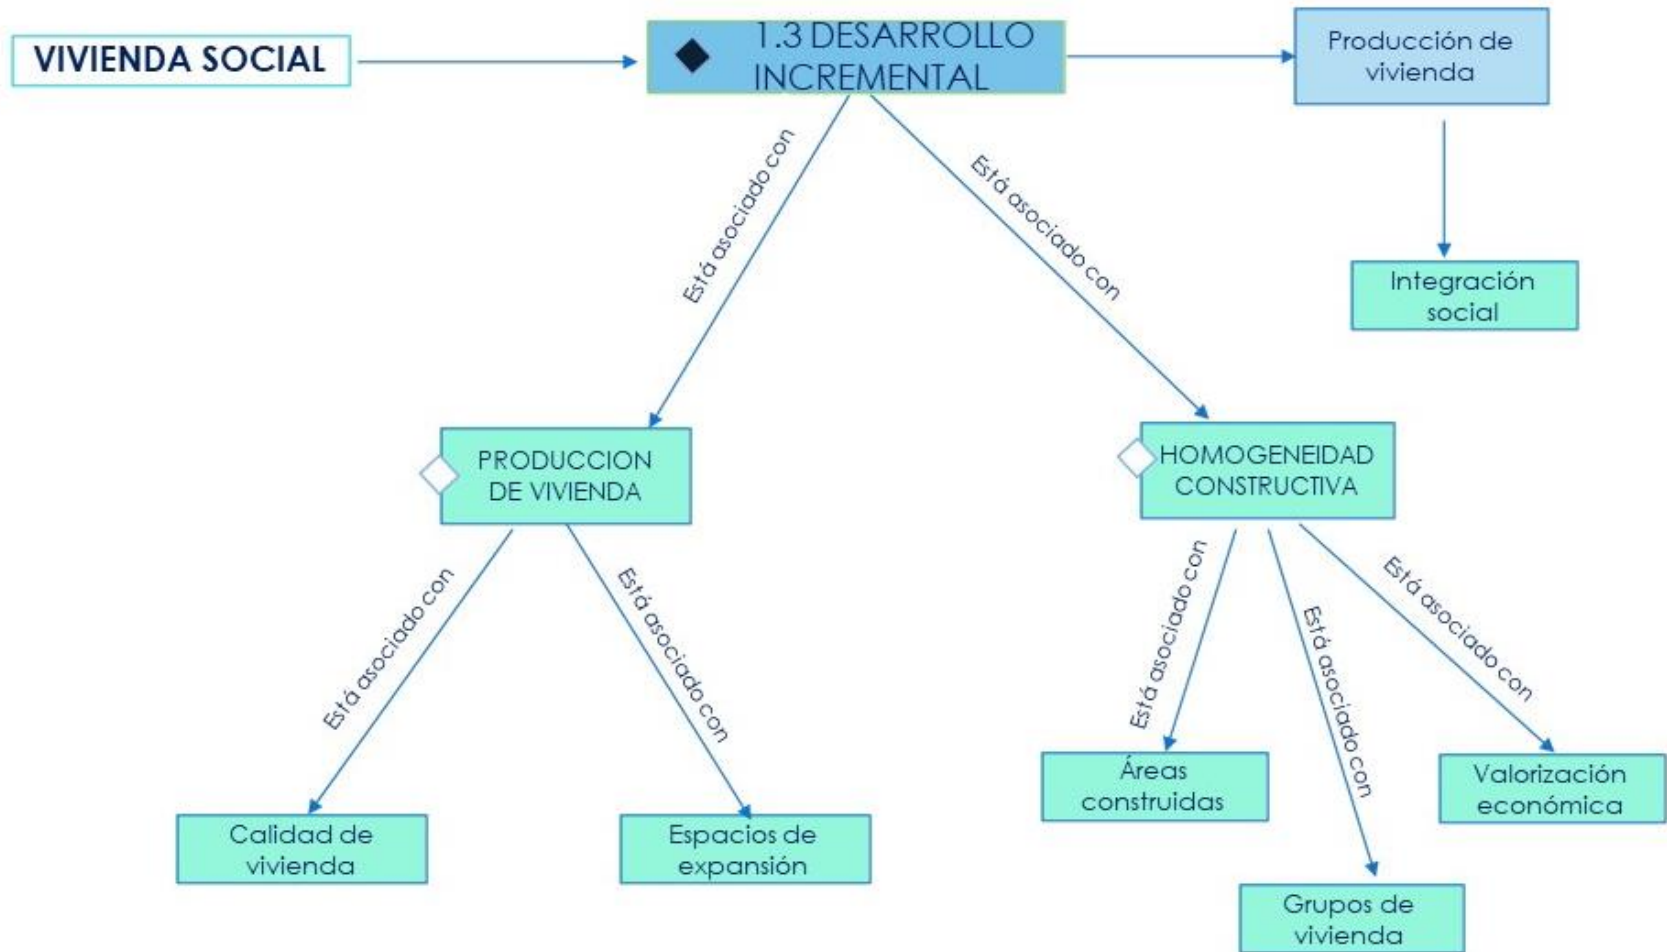 VIVIENDA SOCIAL
1.3 DESARROLLO
INCREMENTAL
Producción de
vivienda
Está asociado con
Está asociado con
Integración
social
PRODUCCION
DE VIVIENDA
HOMOGENEIDAD
CONSTRUCTIVA
Está asociado con
Está asociado con
Está asociado con
Está asociado con
Está asociado con
Calidad de
vivienda
Espacios de
expansión
Áreas
construidas
Valorización
económica
Grupos de
vivienda